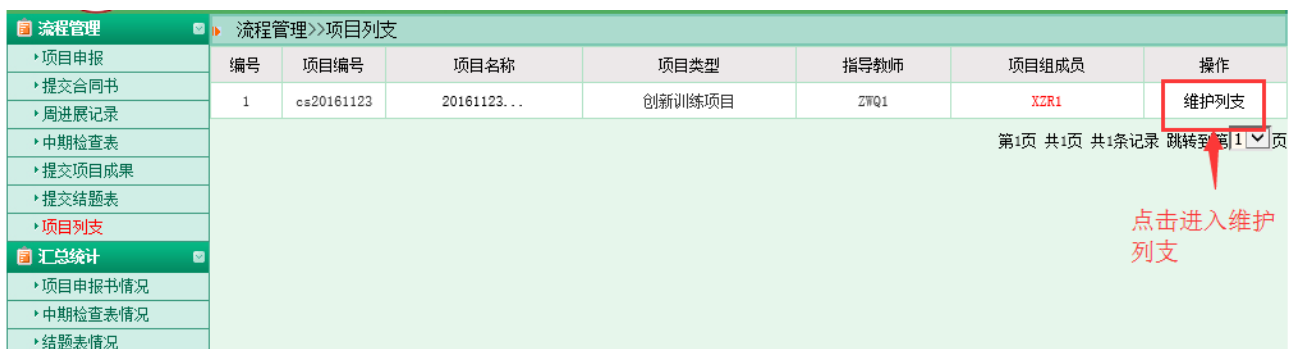 流程管理
项目申报
提交合同书
周进展记录
中期检查表
提交项目成果
提交结题表
项目列支
汇总统计
项目申报书情况
中期检查表情况
结题表情况
流程管理>>项目列支
编号 项目编号 项目名称 项目类型 指导教师 项目组成员 操作
1 cs20161123 20161123... 创新训练项目 ZWQ1 XZR1 维护列支
第1页 共1页 共1条记录 跳转到第1页
点击进入维护
列支